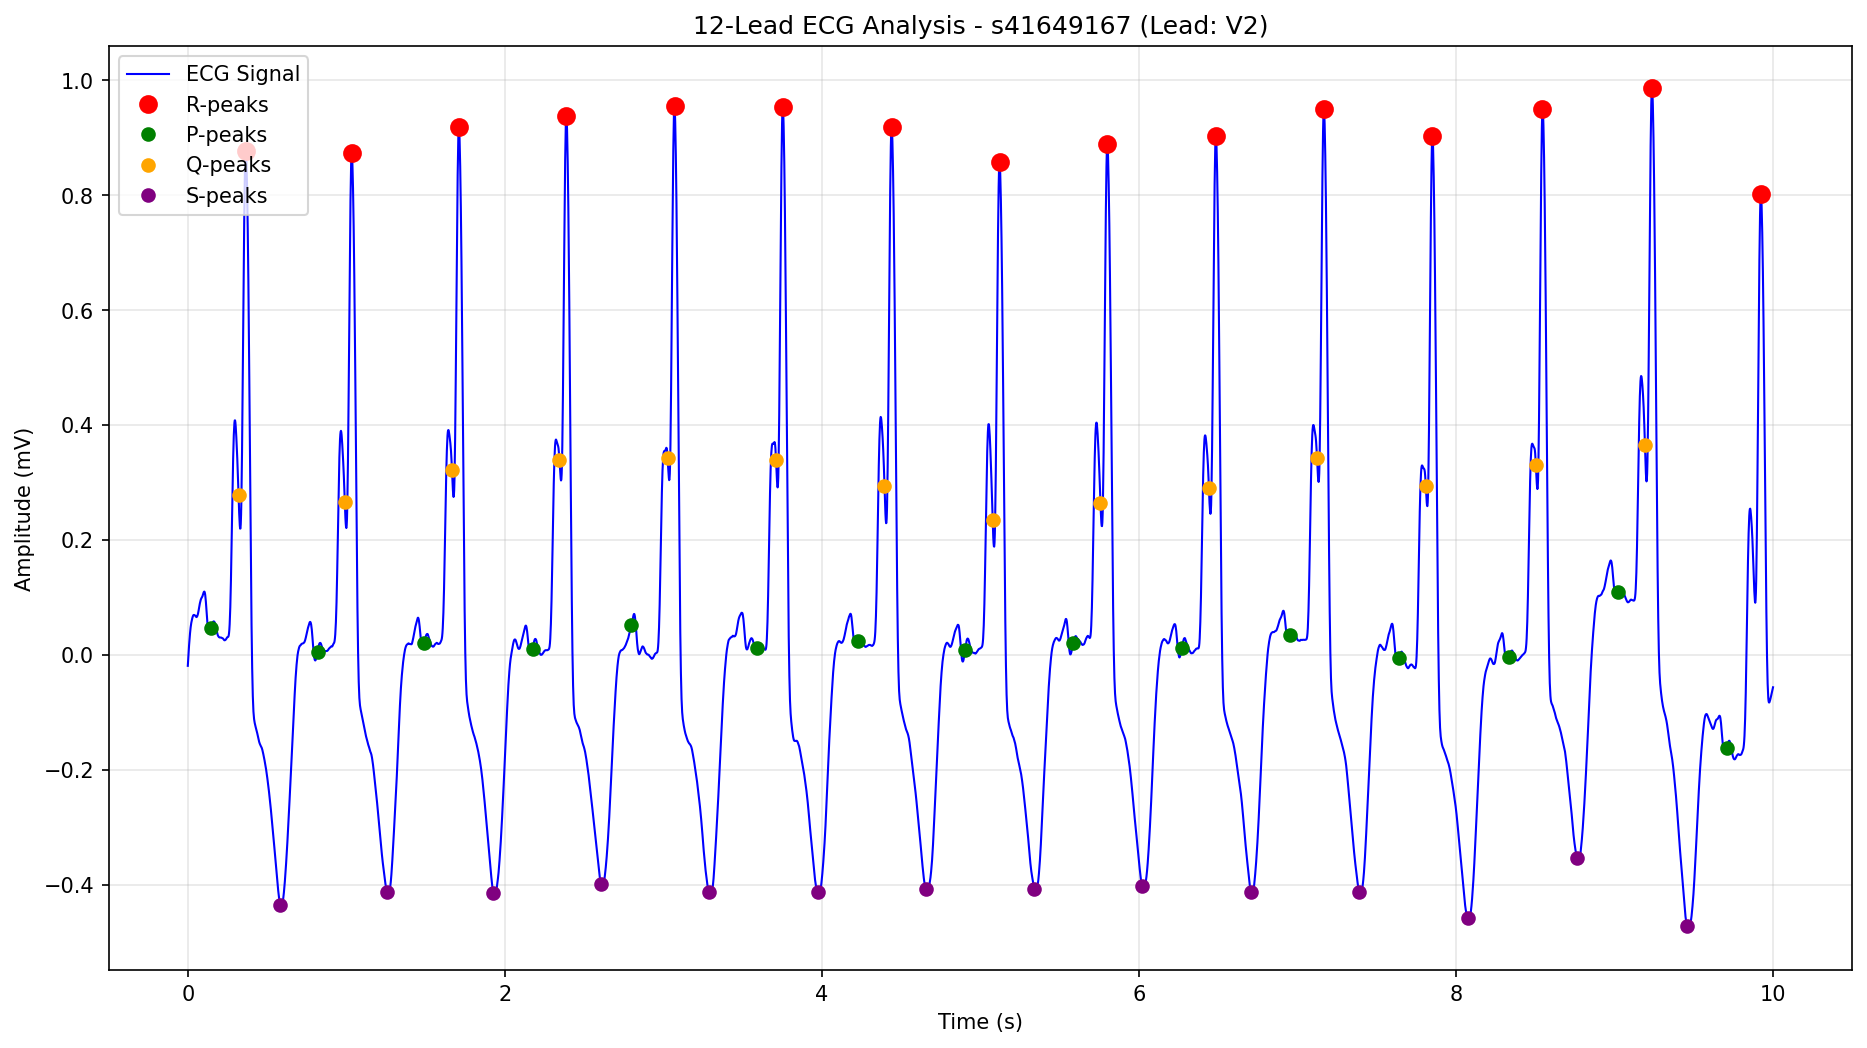 12-Lead ECG Analysis - s41649167 (Lead: V2)
ECG Signal
R-peaks
P-peaks
Q-peaks
S-peaks
1.0
0.8
0.6
0.4
0.2
0.0
−0.2
−0.4
Amplitude (mV)
0 2 4 6 8 10
Time (s)